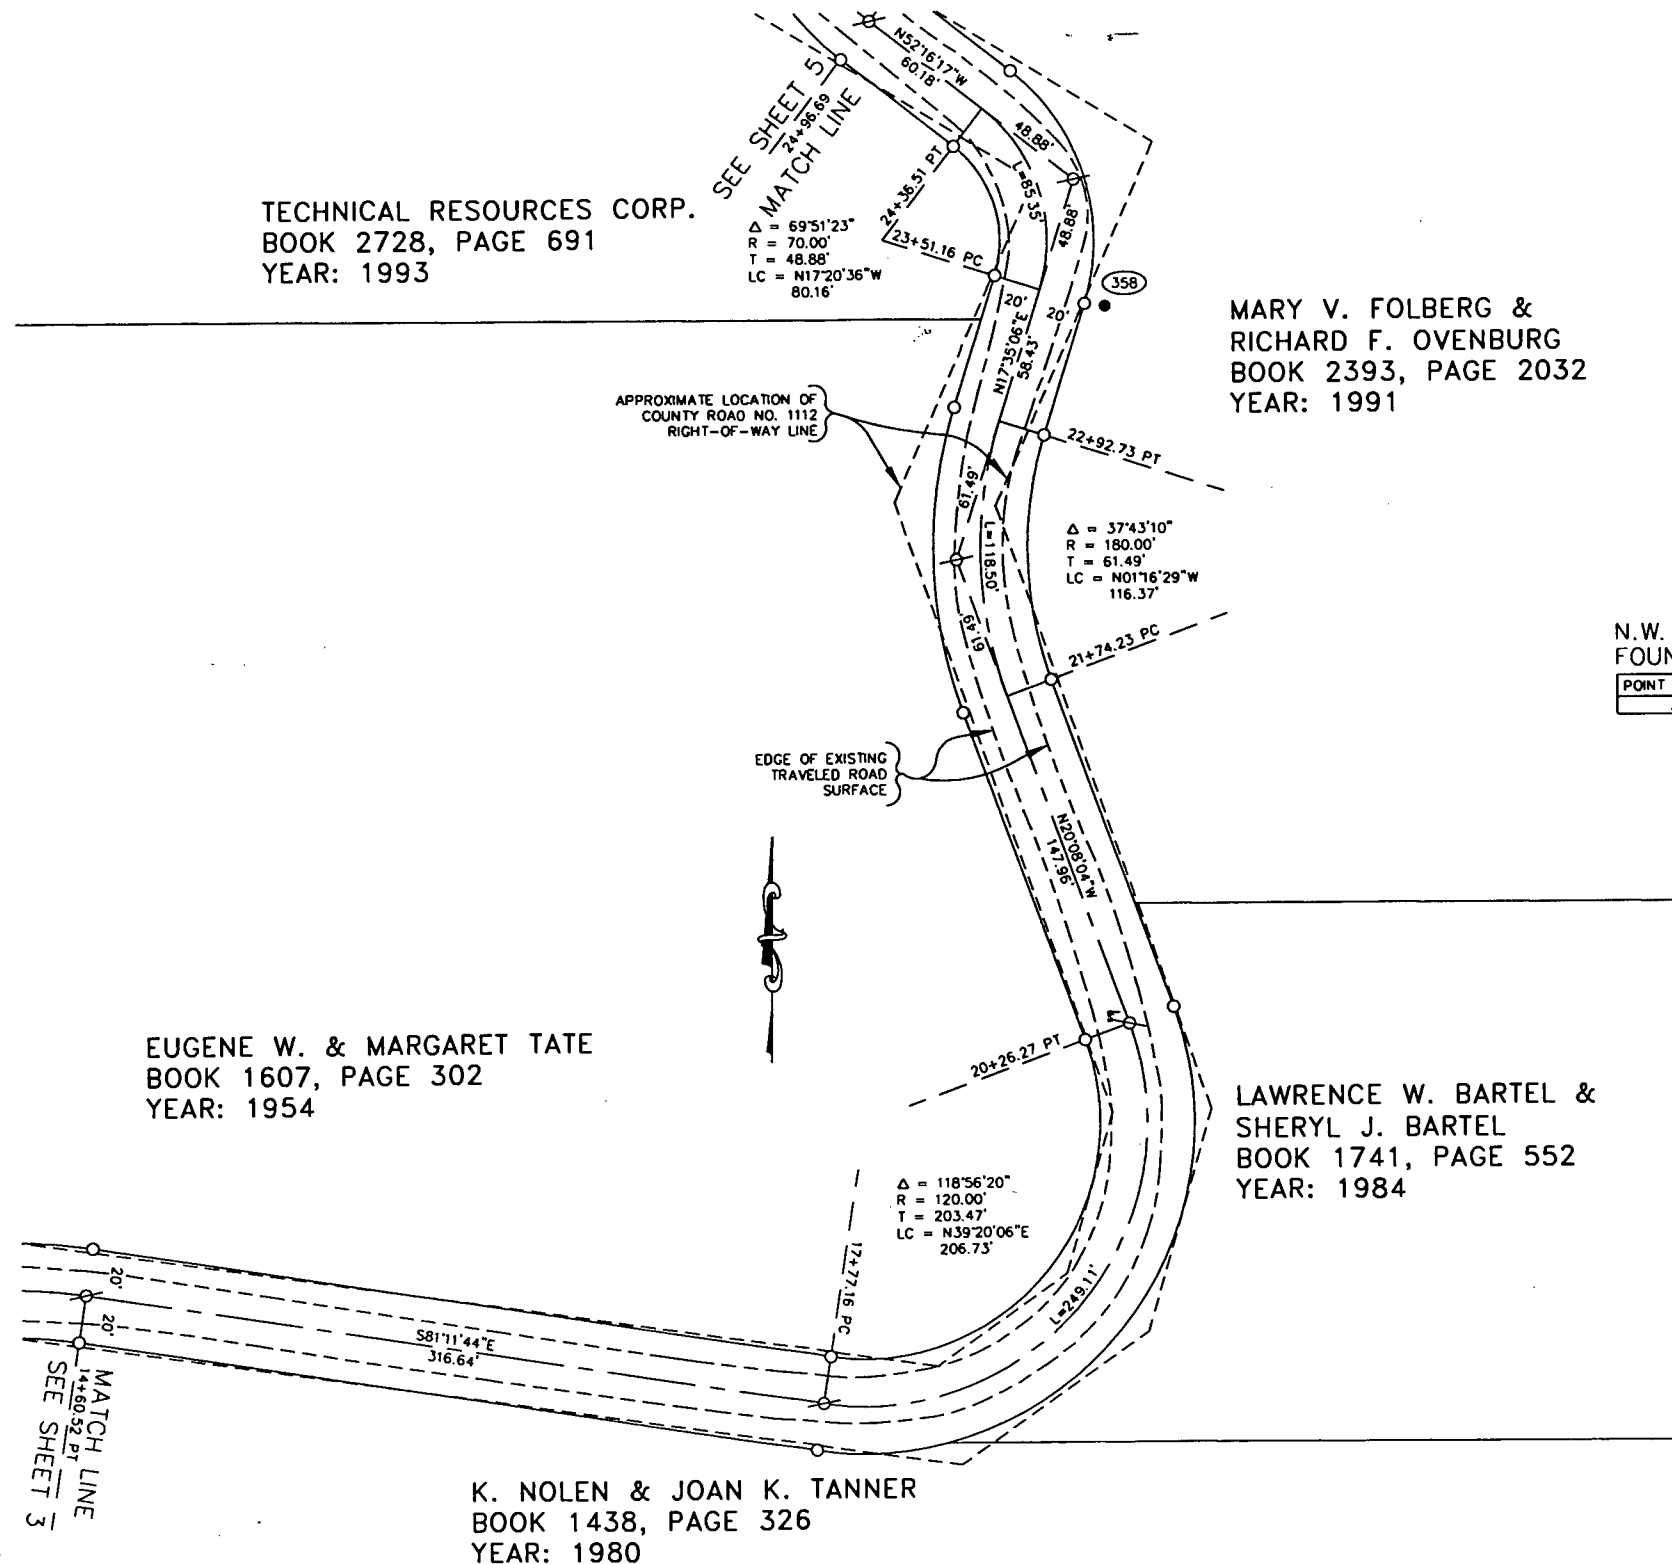 N52°16'17"W
60.18'
SEE SHEET 5
24+96.69
MATCH LINE
48.88'
L=85.35'
48.88'
24+36.51 PT
23+51.16 PC
TECHNICAL RESOURCES CORP.
BOOK 2728, PAGE 691
YEAR: 1993
Δ = 69°51'23"
R = 70.00'
T = 48.88'
LC = N17°20'36"W
80.16'
358
20'
20'
N17°35'06"E
58.43'
MARY V. FOLBERG &
RICHARD F. OVENBURG
BOOK 2393, PAGE 2032
YEAR: 1991
APPROXIMATE LOCATION OF
COUNTY ROAD NO. 1112
RIGHT-OF-WAY LINE
22+92.73 PT
61.49'
L=118.50'
61.49'
Δ = 37°43'10"
R = 180.00'
T = 61.49'
LC = N01°16'29"W
116.37'
21+74.23 PC
N.W.
POINT
EDGE OF EXISTING
TRAVELED ROAD
SURFACE
N20°08'04"W
147.96'
20+26.27 PT
EUGENE W. & MARGARET TATE
BOOK 1607, PAGE 302
YEAR: 1954
LAWRENCE W. BARTEL &
SHERYL J. BARTEL
BOOK 1741, PAGE 552
YEAR: 1984
Δ = 118°56'20"
R = 120.00'
T = 203.47'
LC = N39°20'06"E
206.73'
17+77.16 PC
L=249.11'
20'
20'
S81°11'44"E
316.64'
MATCH LINE
14+60.52 PT
SEE SHEET 3
K. NOLEN & JOAN K. TANNER
BOOK 1438, PAGE 326
YEAR: 1980